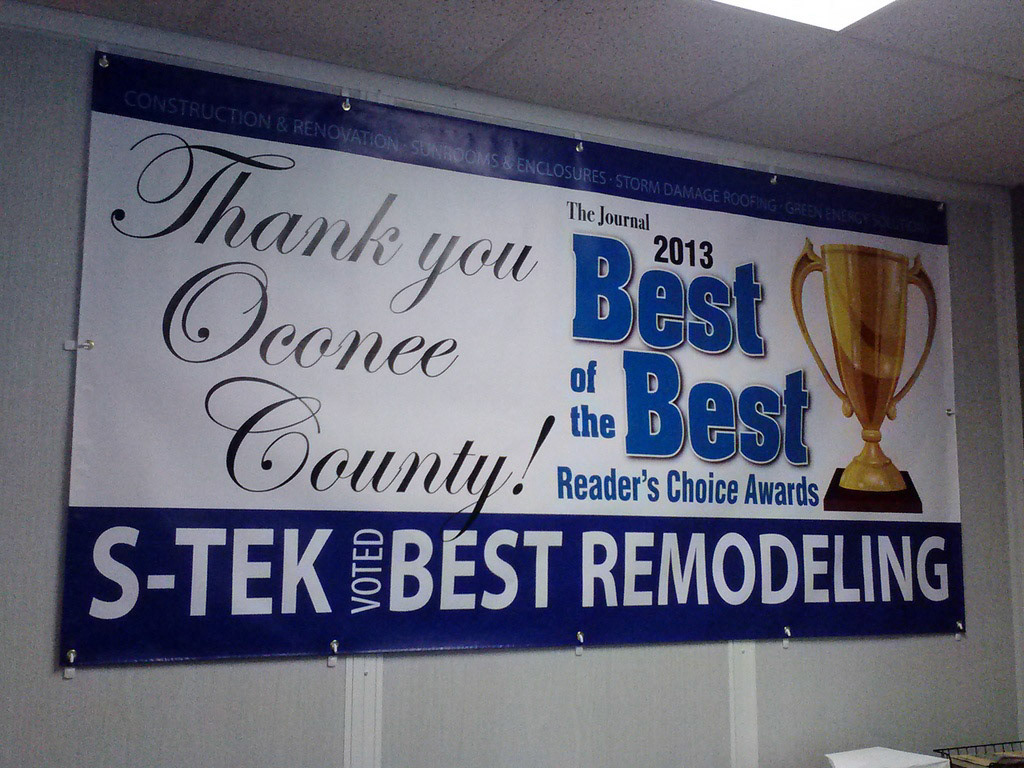 CONSTRUCTION & RENOVATION · SUNROOMS & ENCLOSURES · STORM DAMAGE ROOFING · GREEN ENERGY
Thank you
Oconee
County!
The Journal
2013
Best
of the
Best
Reader's Choice Awards
S-TEK VOTED BEST REMODELING